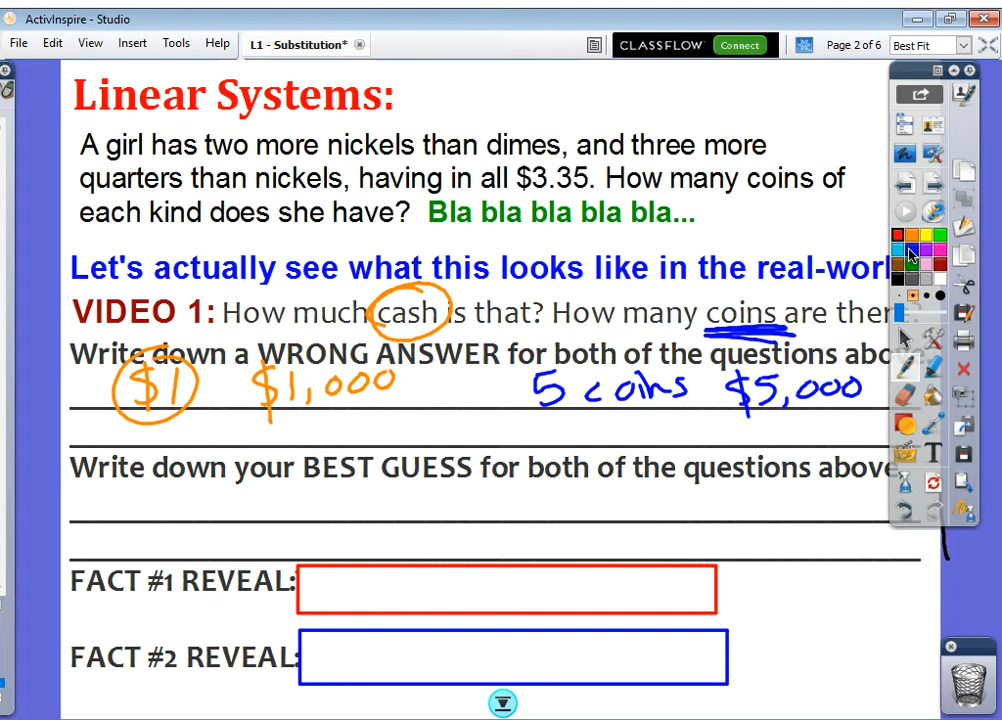 ActivInspire - Studio
File Edit View Insert Tools Help L1 - Substitution* CLASSFLOW Connect Page 2 of 6 Best Fit
Linear Systems:
A girl has two more nickels than dimes, and three more
quarters than nickels, having in all $3.35. How many coins of
each kind does she have? Bla bla bla bla bla...
Let's actually see what this looks like in the real-worl
VIDEO 1: How much cash is that? How many coins are there
Write down a WRONG ANSWER for both of the questions abo
$1 $1,000 5 coins $5,000
Write down your BEST GUESS for both of the questions above
FACT #1 REVEAL:
FACT #2 REVEAL: